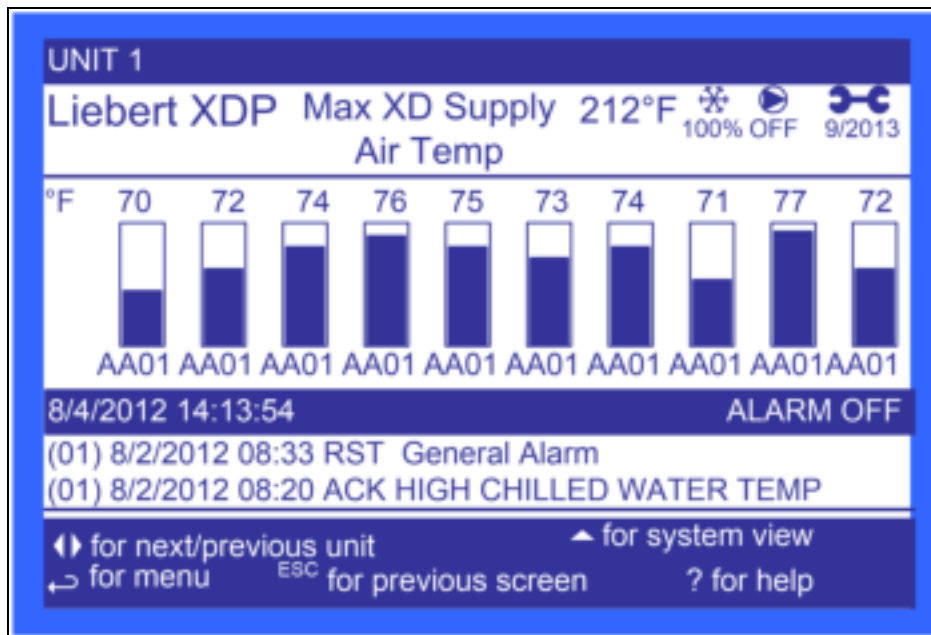 UNIT 1
Liebert XDP Max XD Supply Air Temp 212°F 100% OFF 9/2013
°F 70 72 74 76 75 73 74 71 77 72
AA01 AA01 AA01 AA01 AA01 AA01 AA01 AA01 AA01 AA01
8/4/2012 14:13:54 ALARM OFF
(01) 8/2/2012 08:33 RST General Alarm
(01) 8/2/2012 08:20 ACK HIGH CHILLED WATER TEMP
for next/previous unit for system view
for menu ESC for previous screen ? for help